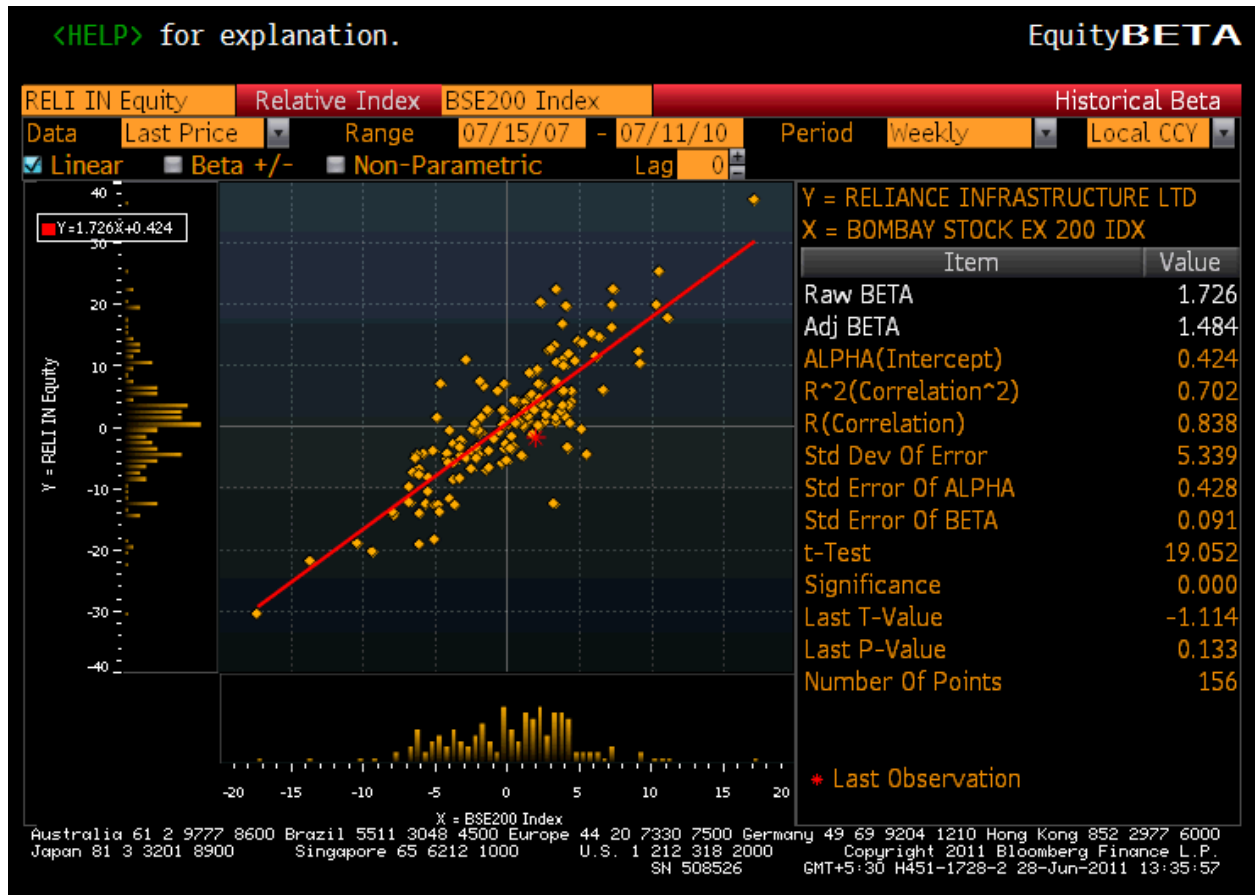 <HELP> for explanation.
EquityBETA
RELI IN Equity Relative Index BSE200 Index Historical Beta
Data Last Price Range 07/15/07 - 07/11/10 Period Weekly Local CCY
Linear Beta +/- Non-Parametric Lag 0
Y = RELIANCE INFRASTRUCTURE LTD
X = BOMBAY STOCK EX 200 IDX
Item Value
Raw BETA 1.726
Adj BETA 1.484
ALPHA(Intercept) 0.424
R^2(Correlation^2) 0.702
R(Correlation) 0.838
Std Dev Of Error 5.339
Std Error Of ALPHA 0.428
Std Error Of BETA 0.091
t-Test 19.052
Significance 0.000
Last T-Value -1.114
Last P-Value 0.133
Number Of Points 156
* Last Observation
Y=1.726X+0.424
40
30
20
10
0
-10
-20
-30
-40
Y = RELI IN Equity
-20 -15 -10 -5 0 5 10 15 20
X = BSE200 Index
Australia 61 2 9777 8600 Brazil 5511 3048 4500 Europe 44 20 7330 7500 Germany 49 69 9204 1210 Hong Kong 852 2977 6000
Japan 81 3 3201 8900 Singapore 65 6212 1000 U.S. 1 212 318 2000 Copyright 2011 Bloomberg Finance L.P.
SN 508526 GMT+5:30 H451-1728-2 28-Jun-2011 13:35:57